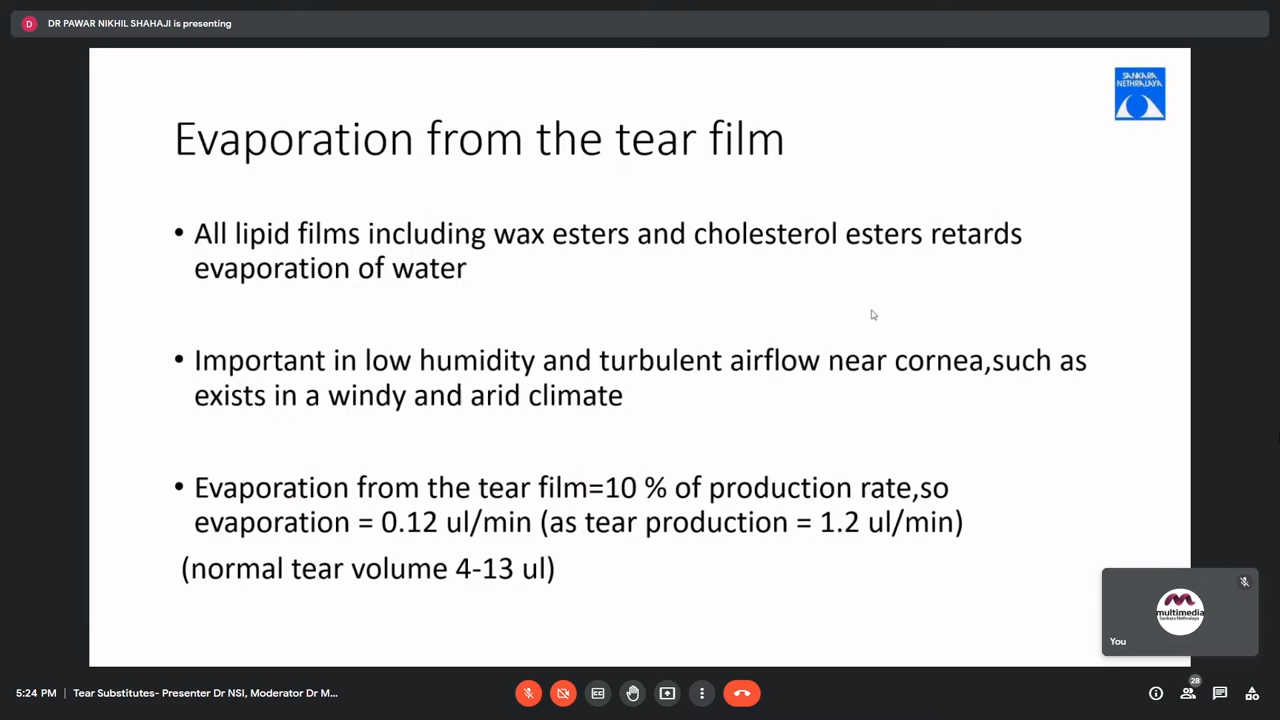 D DR PAWAR NIKHIL SHAHAJI is presenting
SANKARA
NETHRALAYA
Evaporation from the tear film
• All lipid films including wax esters and cholesterol esters retards
evaporation of water
• Important in low humidity and turbulent airflow near cornea,such as
exists in a windy and arid climate
• Evaporation from the tear film=10 % of production rate,so
evaporation = 0.12 ul/min (as tear production = 1.2 ul/min)
(normal tear volume 4-13 ul)
multimedia
Sankara Nethralaya
You
5:24 PM | Tear Substitutes- Presenter Dr NSI, Moderator Dr M...
28